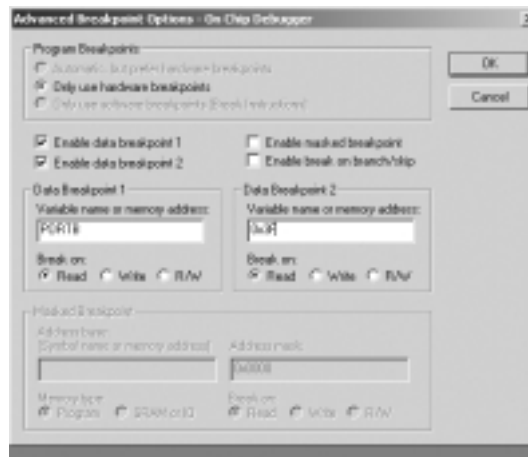 Advanced Breakpoint Options - On Chip Debugger
Program Breakpoints
Automatic, but prefer hardware breakpoints
Only use hardware breakpoints
Only use software breakpoints (Break Instructions)
OK
Cancel
Enable data breakpoint 1
Enable data breakpoint 2
Enable masked breakpoint
Enable break on branch/skip
Data Breakpoint 1
Variable name or memory address:
PORTB
Break on:
Read Write R/W
Data Breakpoint 2
Variable name or memory address:
0x3F
Break on:
Read Write R/W
Masked Breakpoint
Address base:
(Symbol name or memory address)
Address mask:
0x0000
Memory type
Program SRAM or IO
Break on:
Read Write R/W